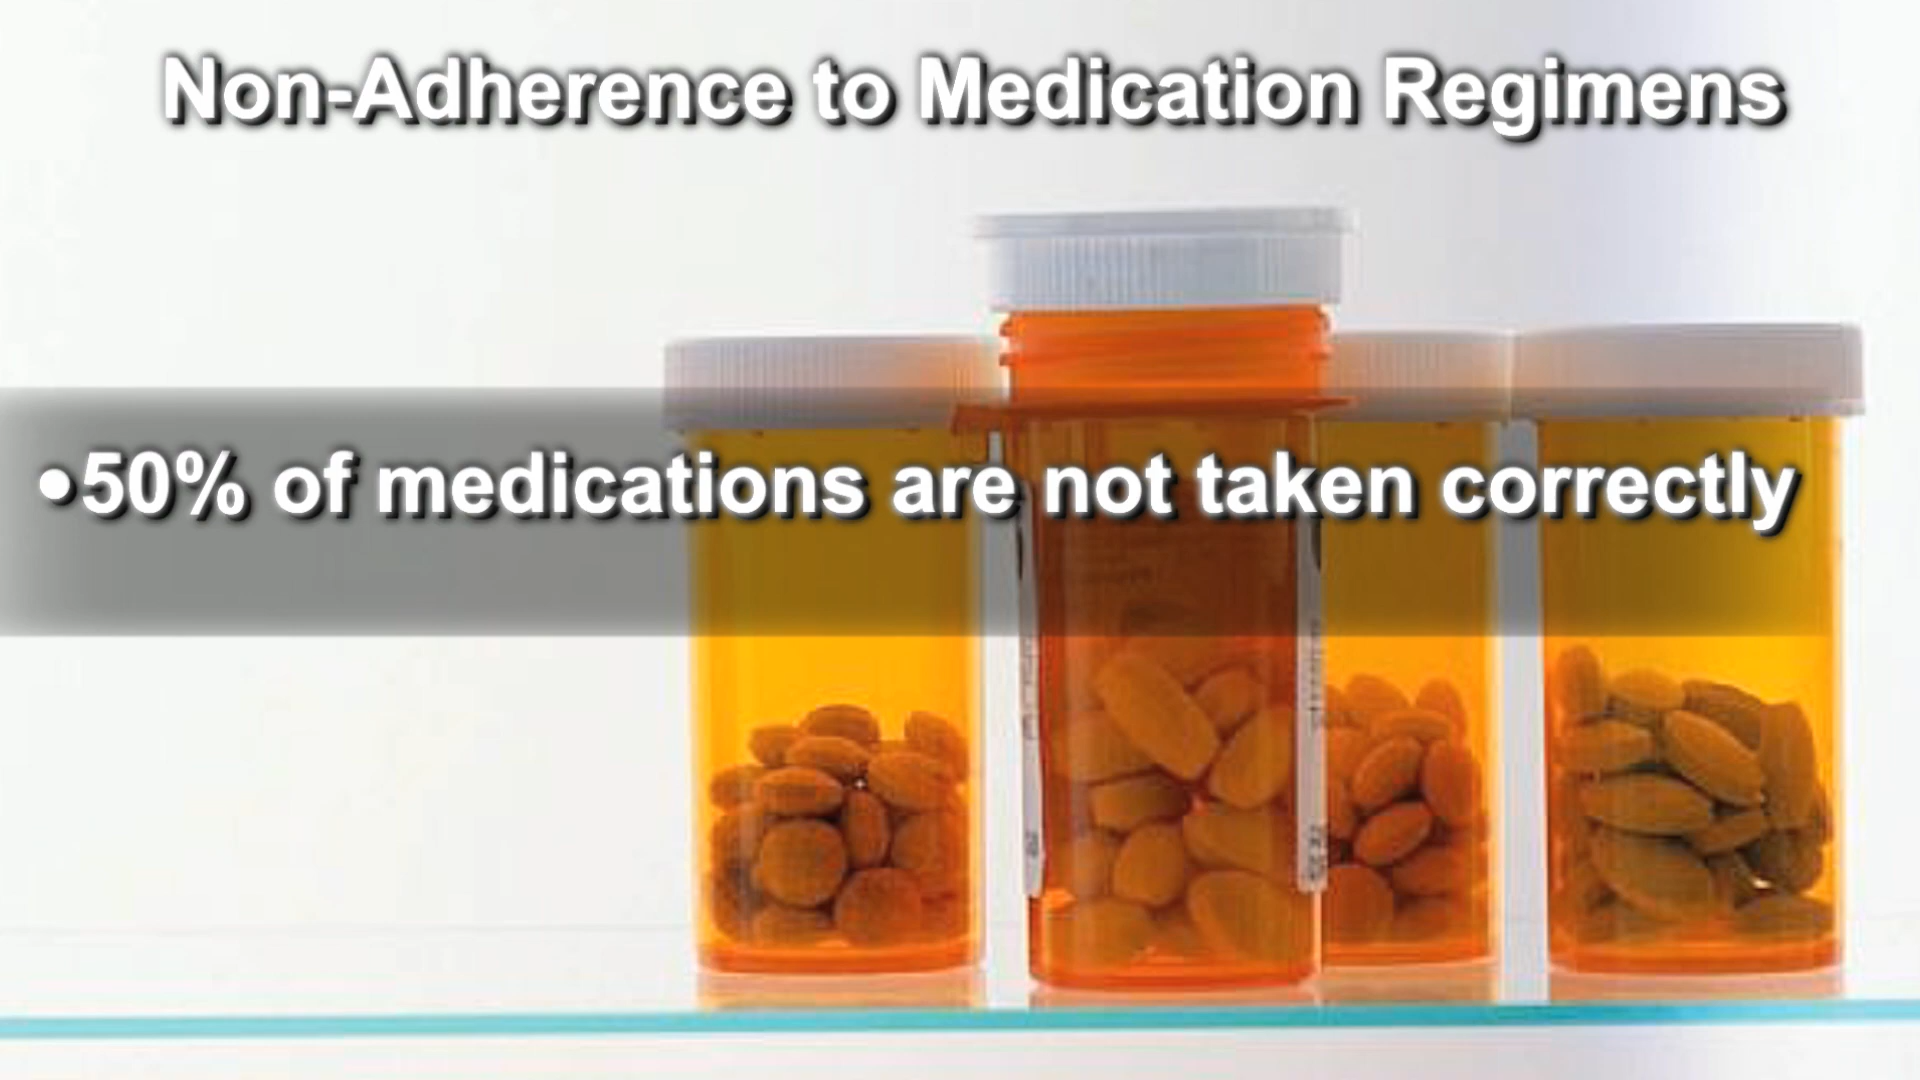 Non-Adherence to Medication Regimens
•50% of medications are not taken correctly